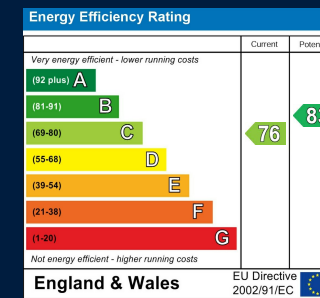 Energy Efficiency Rating
Current
Very energy efficient - lower running costs
(92 plus) A
(81-91) B
(69-80) C
76
(55-68) D
(39-54) E
(21-38) F
(1-20) G
Not energy efficient - higher running costs
England & Wales
EU Directive
2002/91/EC